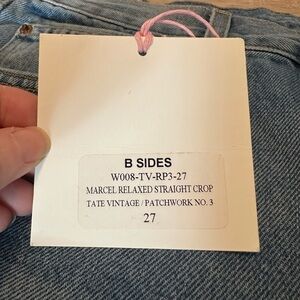 B SIDES
W008-TV-RP3-27
MARCEL RELAXED STRAIGHT CROP
TATE VINTAGE / PATCHWORK NO. 3
27